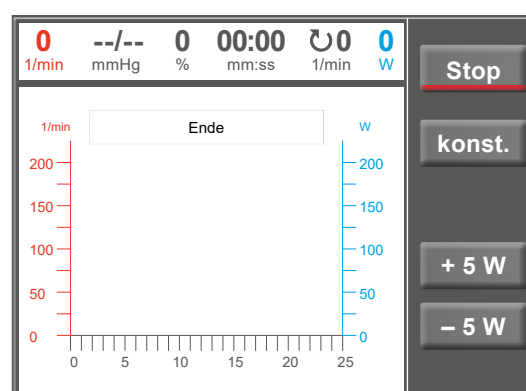 0 --/-- 0 00:00 ↻0 0
1/min mmHg % mm:ss 1/min W
Stop
konst.
1/min Ende W
200 200
150 150
100 100
+ 5 W
50 50
– 5 W
0 0
0 5 10 15 20 25